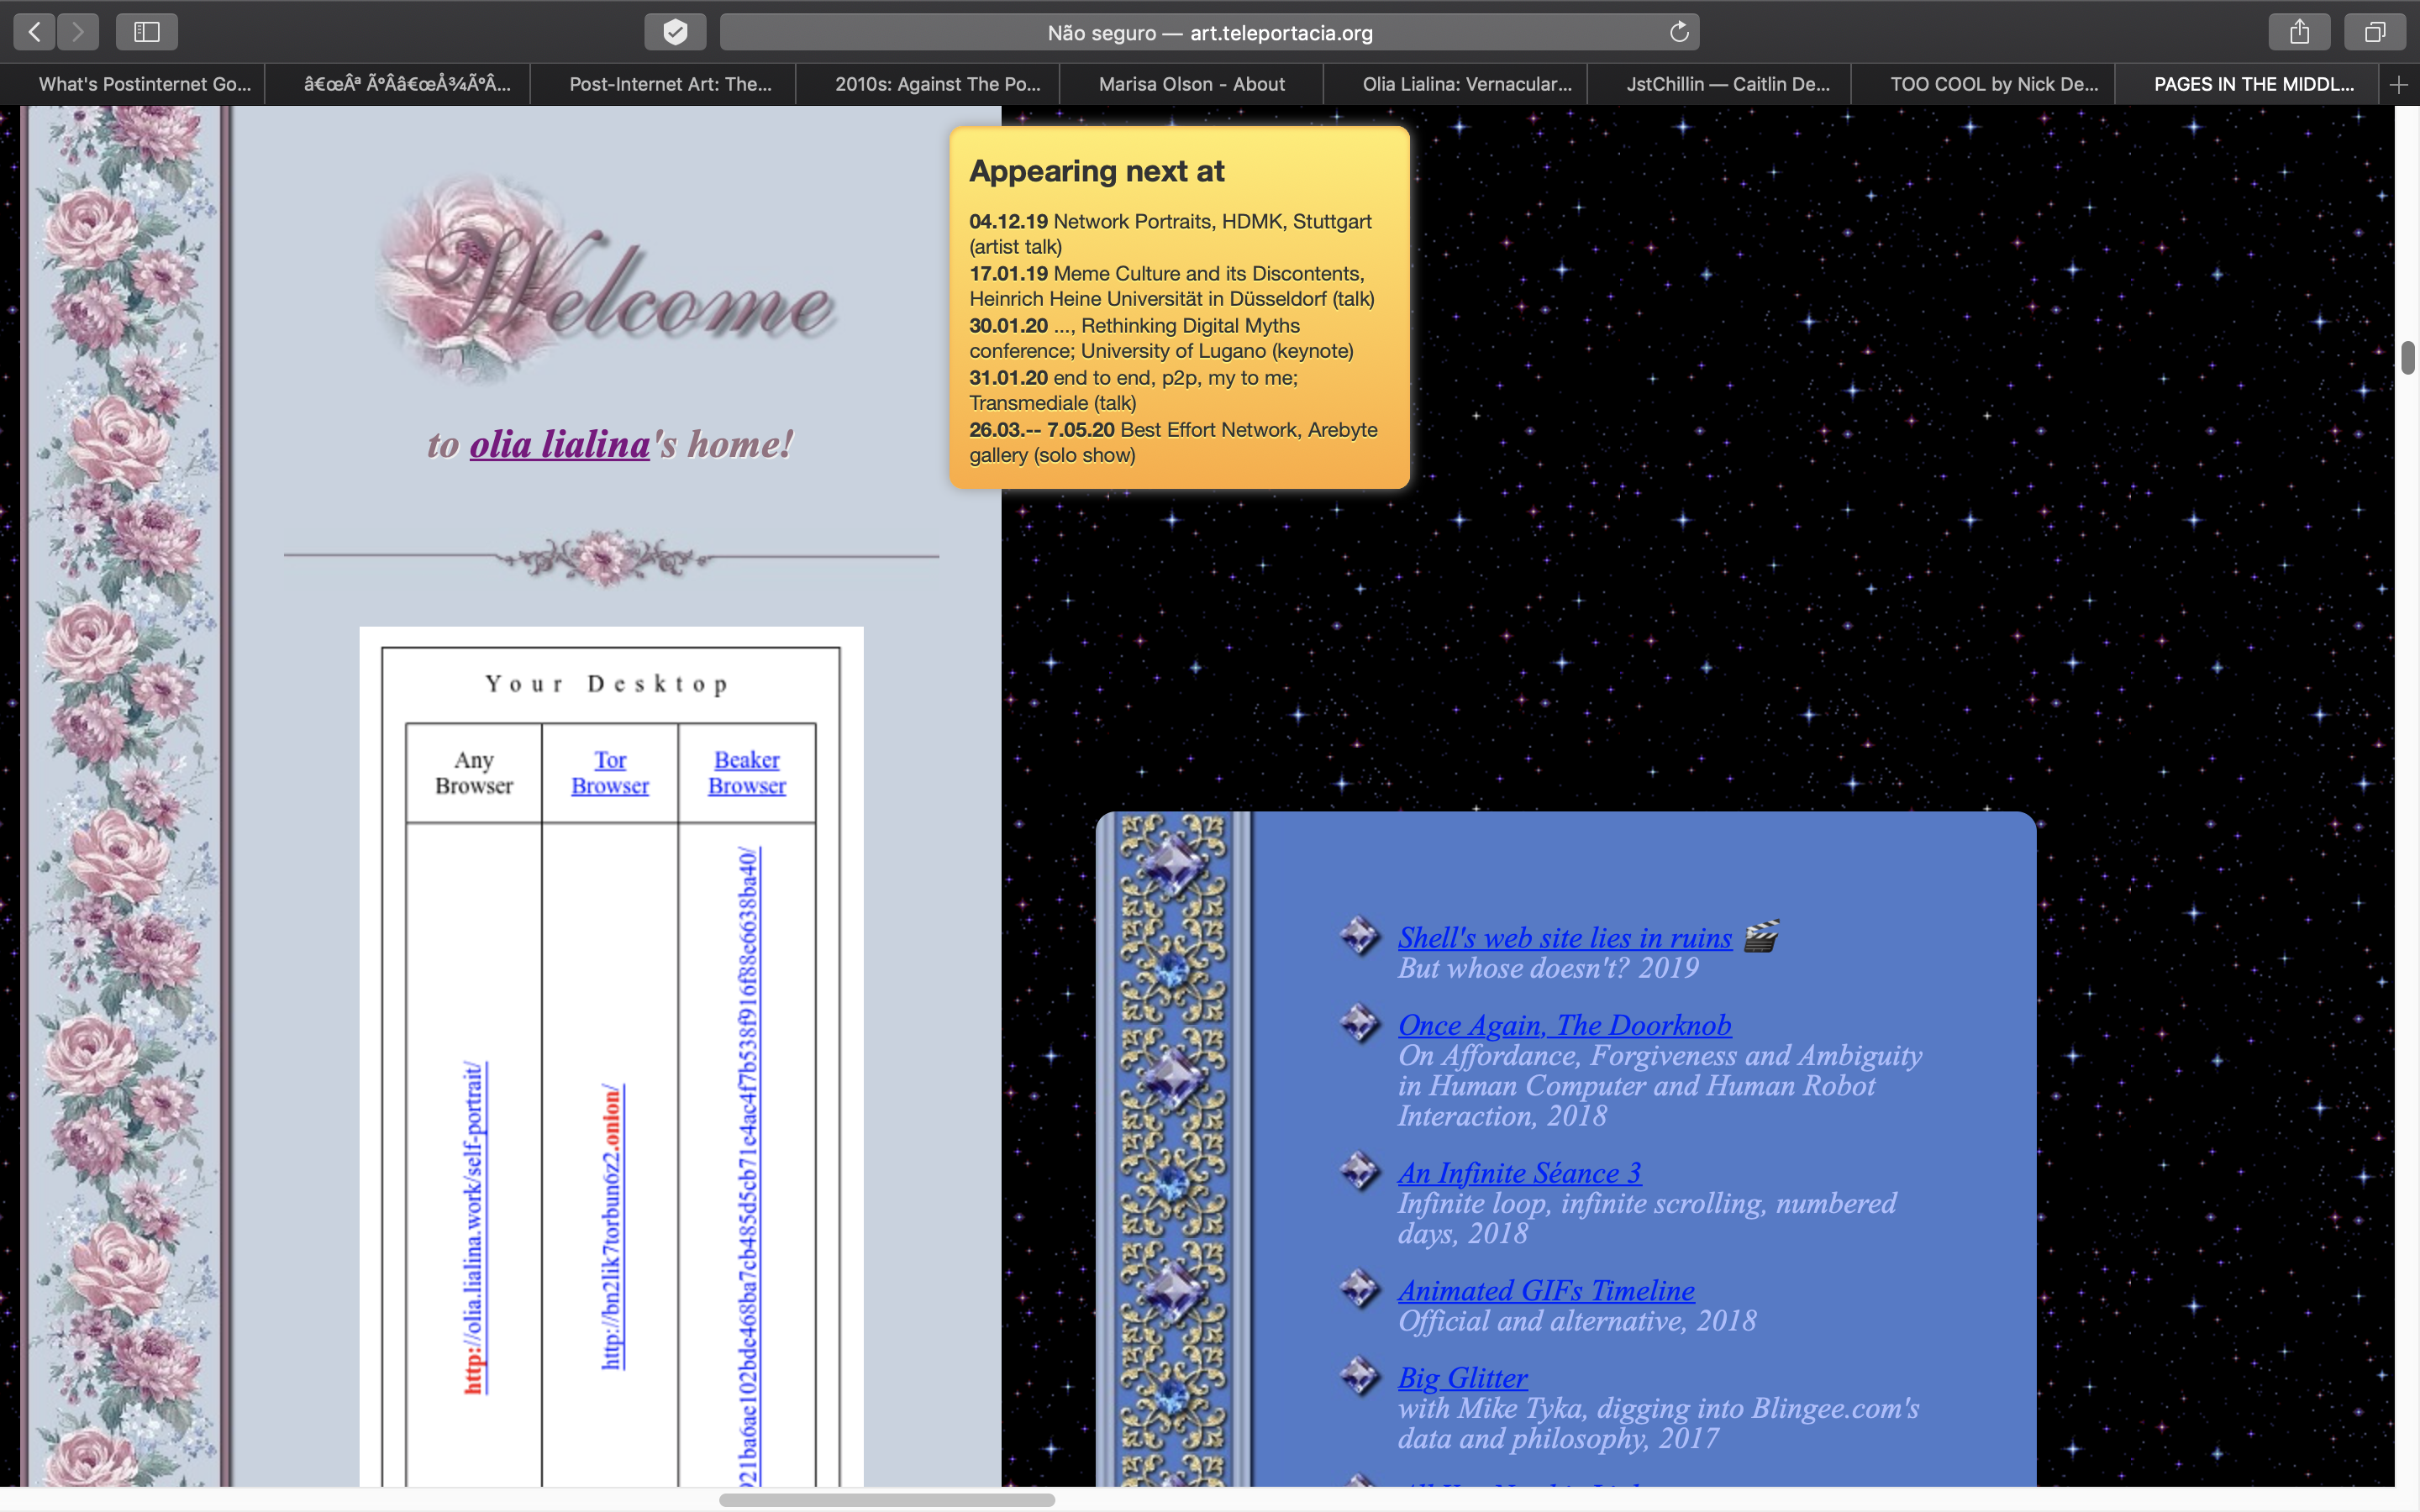 Não seguro — art.teleportacia.org
What's Postinternet Go...
â€œÂª Ã°Ââ€œÅ¾Ã°Â...
Post-Internet Art: The...
2010s: Against The Po...
Marisa Olson - About
Olia Lialina: Vernacular...
JstChillin — Caitlin De...
TOO COOL by Nick De...
PAGES IN THE MIDDL...
Welcome
to olia lialina's home!
Your Desktop
Any
Browser
Tor
Browser
Beaker
Browser
http://olia.lialina.work/self-portrait/
http://bn2lik7torbun6z2.onion/
Appearing next at
04.12.19 Network Portraits, HDMK, Stuttgart
(artist talk)
17.01.19 Meme Culture and its Discontents,
Heinrich Heine Universität in Düsseldorf (talk)
30.01.20 ..., Rethinking Digital Myths
conference; University of Lugano (keynote)
31.01.20 end to end, p2p, my to me;
Transmediale (talk)
26.03.-- 7.05.20 Best Effort Network, Arebyte
gallery (solo show)
Shell's web site lies in ruins
But whose doesn't? 2019
Once Again, The Doorknob
On Affordance, Forgiveness and Ambiguity
in Human Computer and Human Robot
Interaction, 2018
An Infinite Séance 3
Infinite loop, infinite scrolling, numbered
days, 2018
Animated GIFs Timeline
Official and alternative, 2018
Big Glitter
with Mike Tyka, digging into Blingee.com's
data and philosophy, 2017